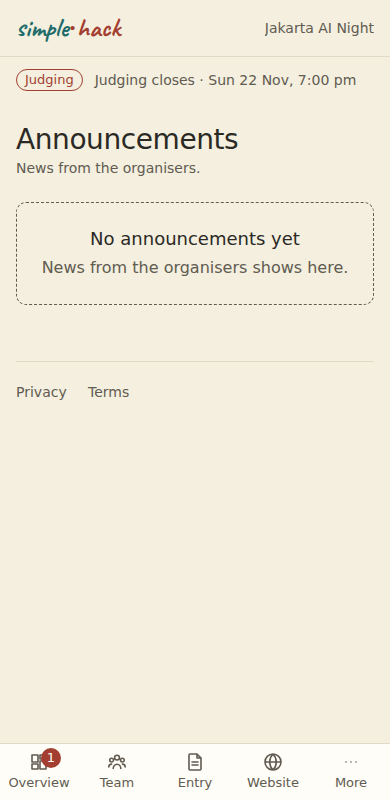 simple·hack
Jakarta AI Night
Judging
Judging closes · Sun 22 Nov, 7:00 pm
Announcements
News from the organisers.
No announcements yet
News from the organisers shows here.
Privacy
Terms
1
Overview
Team
Entry
Website
More